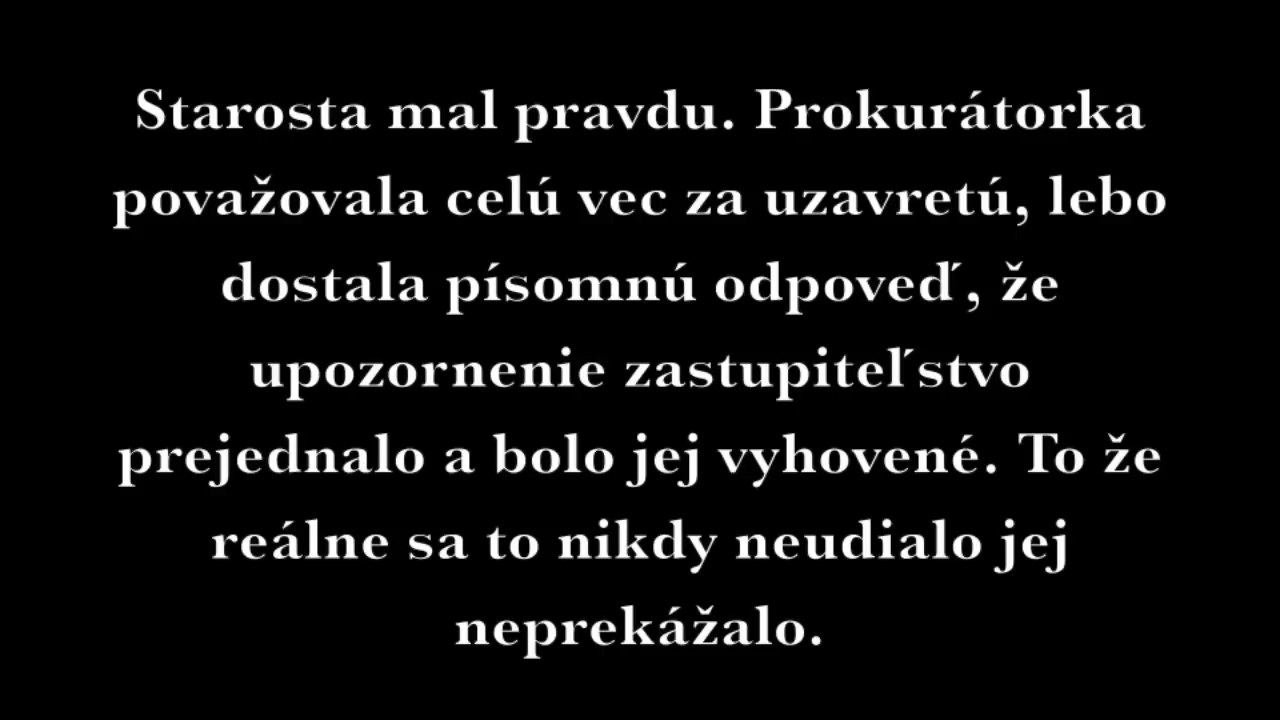 Starosta mal pravdu. Prokurátorka
považovala celú vec za uzavretú, lebo
dostala písomnú odpoveď, že
upozornenie zastupiteľstvo
prejednalo a bolo jej vyhovené. To že
reálne sa to nikdy neudialo jej
neprekážalo.